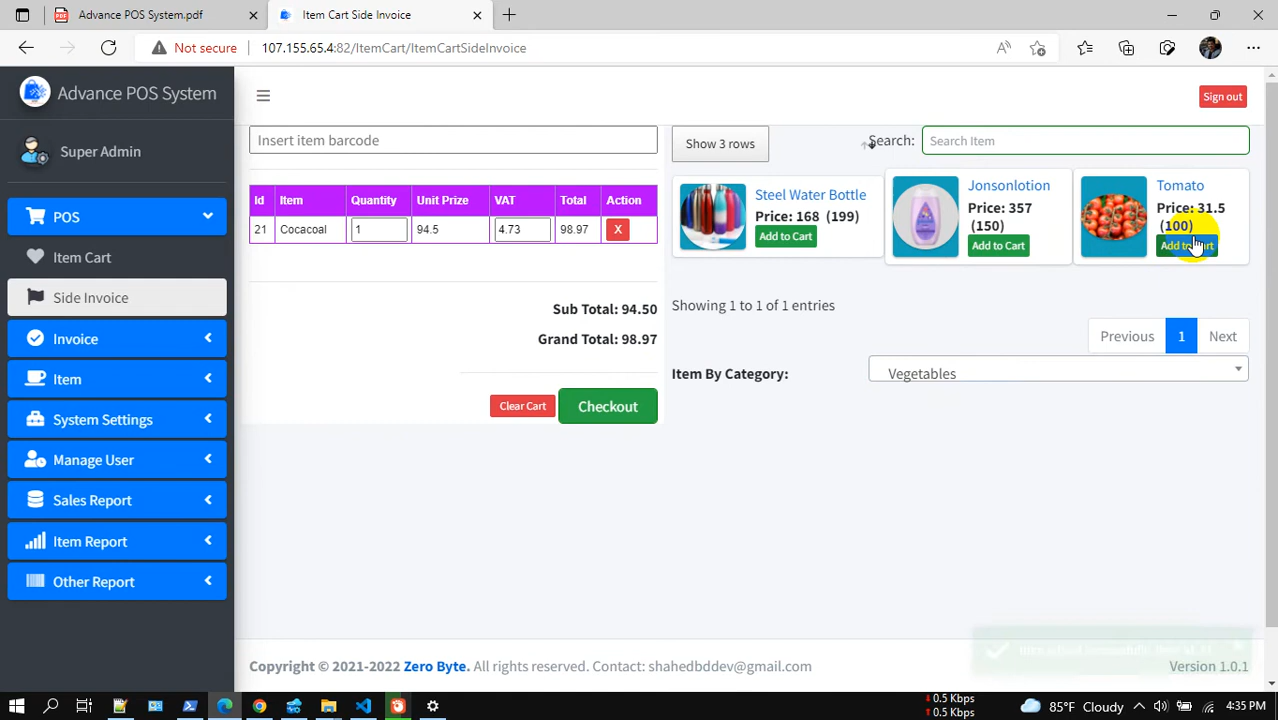 Advance POS System.pdf
Item Cart Side Invoice
Not secure
107.155.65.4:82/ItemCart/ItemCartSideInvoice
Advance POS System
Sign out
Super Admin
POS
Item Cart
Side Invoice
Invoice
Item
System Settings
Manage User
Sales Report
Item Report
Other Report
Insert item barcode
Id Item Quantity Unit Prize VAT Total Action
21 Cocacoal 1 94.5 4.73 98.97 X
Sub Total: 94.50
Grand Total: 98.97
Clear Cart
Checkout
Show 3 rows
Search:
Search Item
Steel Water Bottle
Price: 168 (199)
Add to Cart
Jonsonlotion
Price: 357
(150)
Add to Cart
Tomato
Price: 31.5
(100)
Add to Cart
Showing 1 to 1 of 1 entries
Previous 1 Next
Item By Category:
Vegetables
Copyright © 2021-2022 Zero Byte. All rights reserved. Contact: shahedbddev@gmail.com
Version 1.0.1
0.5 Kbps
0.5 Kbps
85°F Cloudy
4:35 PM